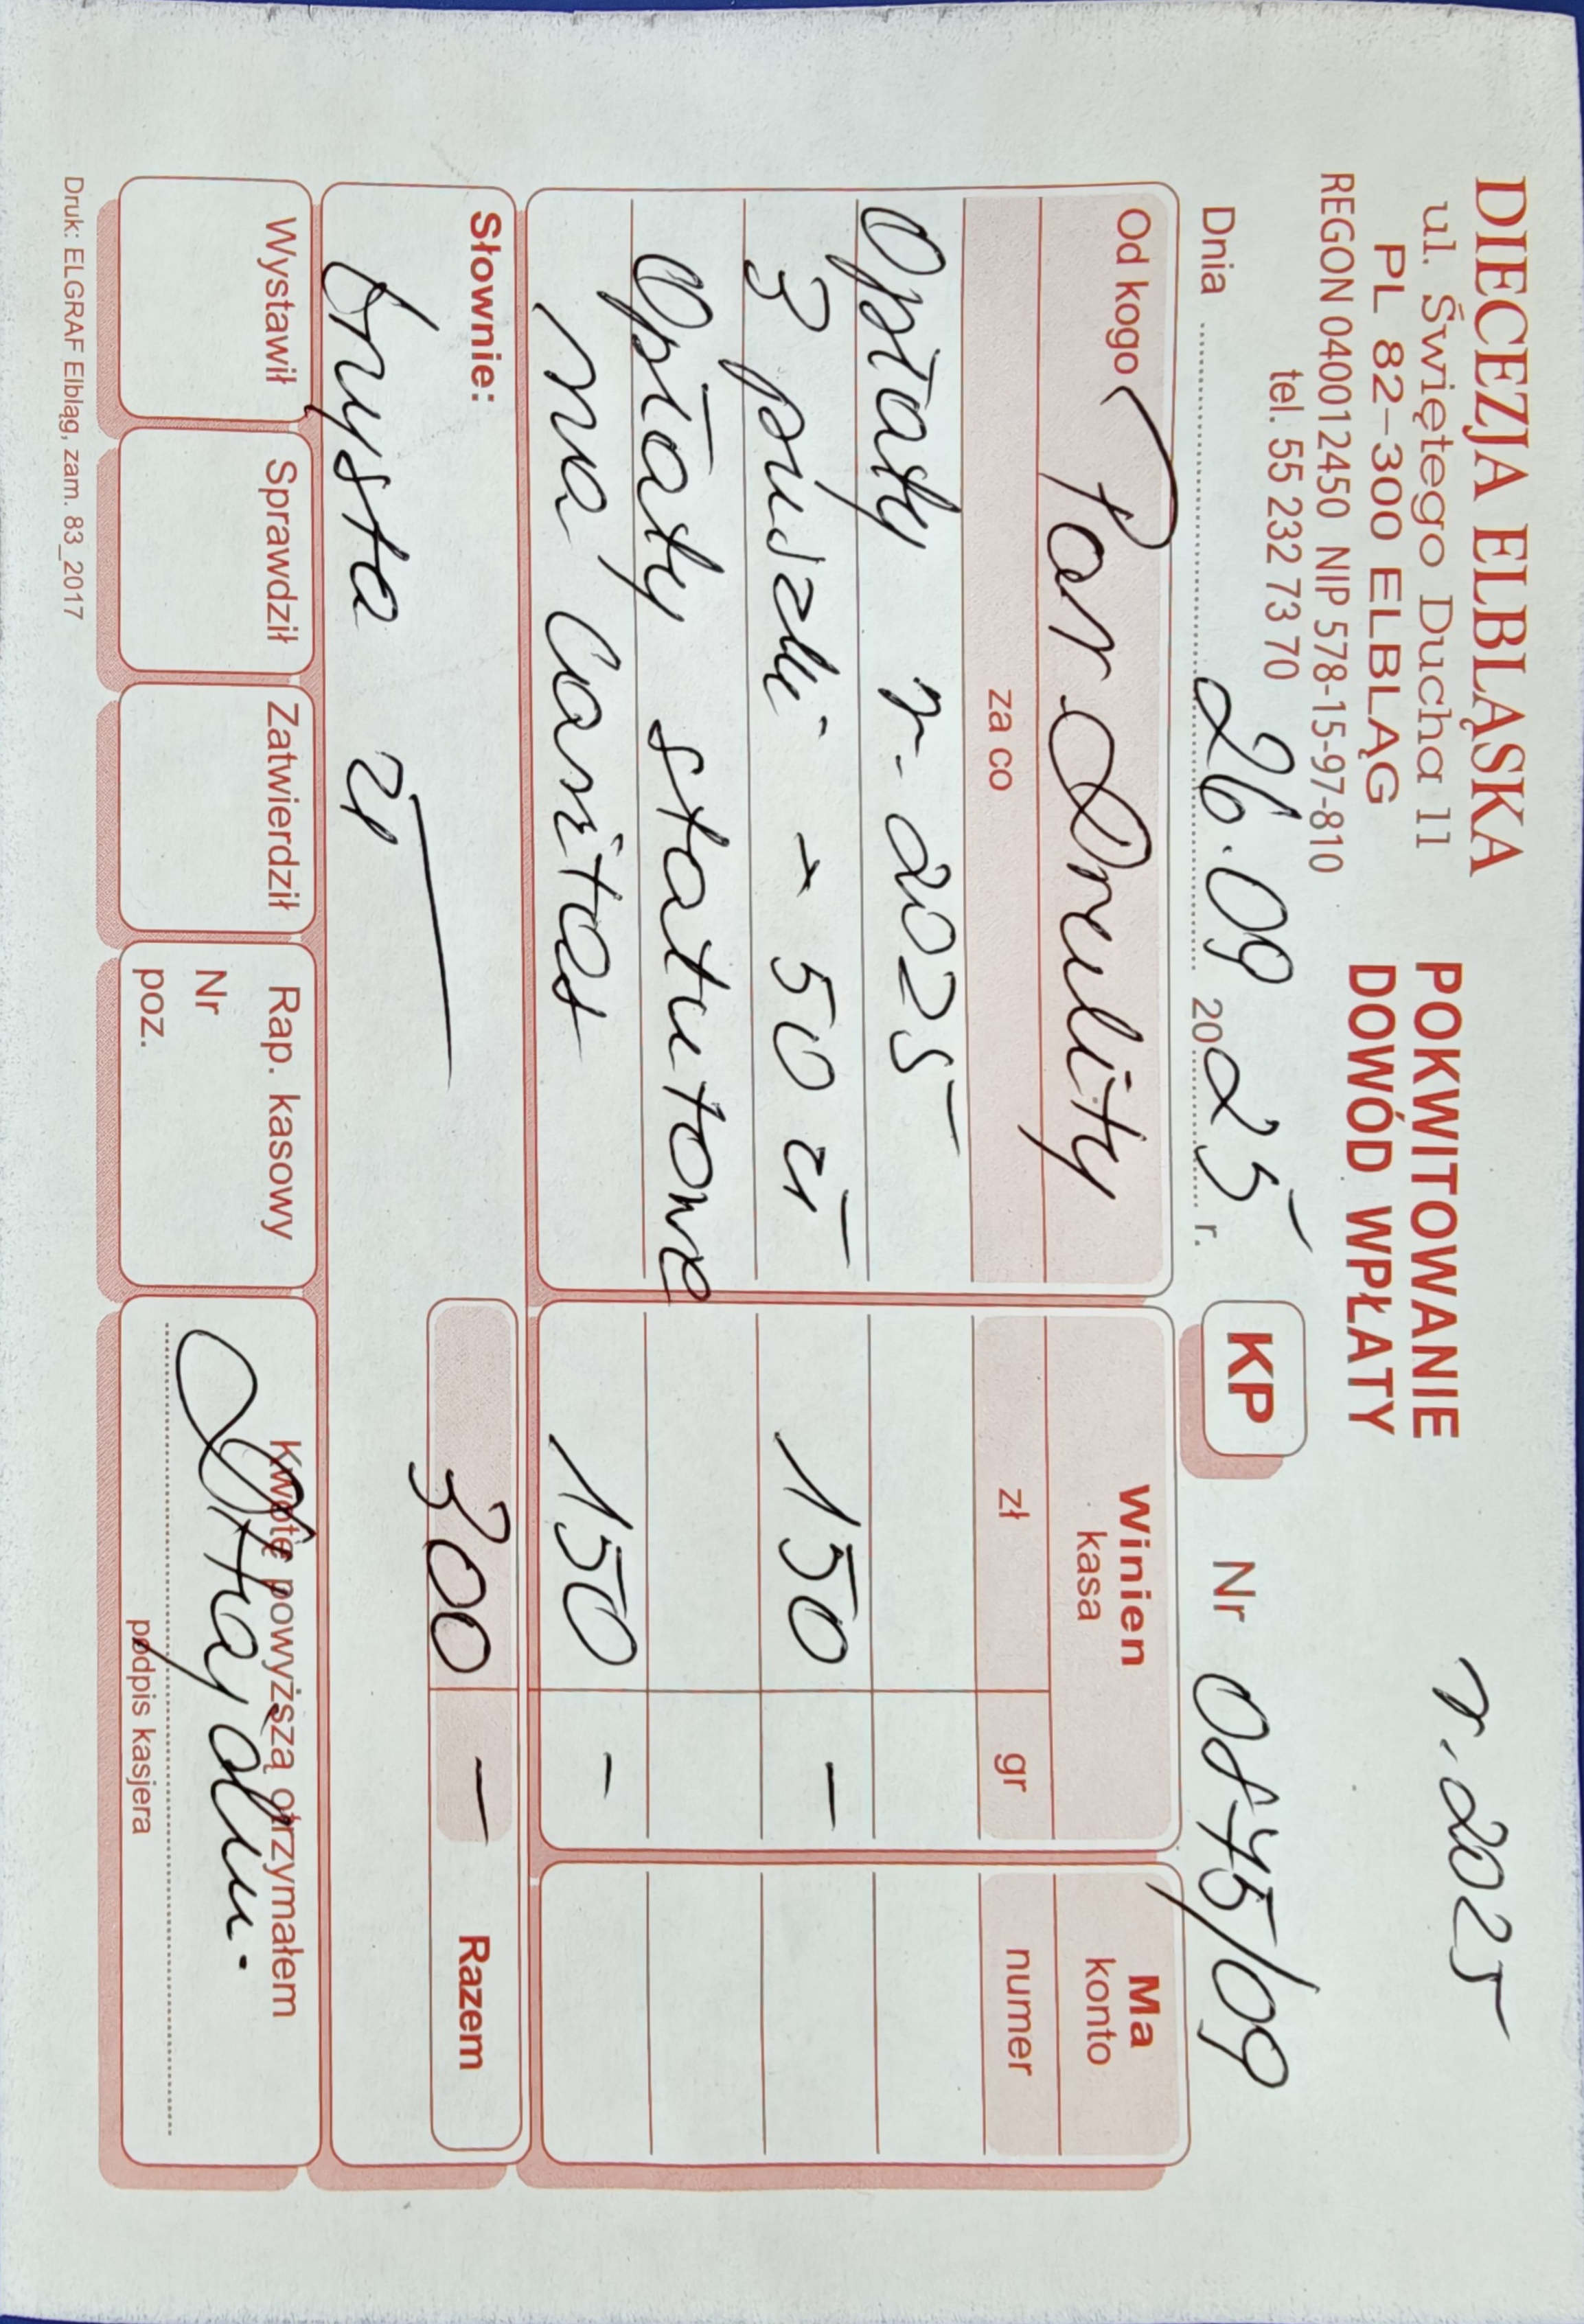 r. 2025
DIECEZJA ELBLĄSKA
ul. Świętego Ducha 11
PL 82-300 ELBLĄG
REGON 040012450 NIP 578-15-97-810
tel. 55 232 73 70
POKWITOWANIE
DOWÓD WPŁATY
Dnia 26.09 2025 r.
KP
Nr 0845/09
Od kogo Par. Drulity
za co
Winien
kasa
zł gr
Ma
konto
numer
Opłaty r. 2025
3 puszki x 50 zł 150 -
Opłaty statutowe
na Caritas 150 -
Słownie: 300 - Razem
trzysta zł
Wystawił
Sprawdził
Zatwierdził
Rap. kasowy
Nr
poz.
Kwotę powyższą otrzymałem
podpis kasjera
Druk: ELGRAF Elbląg, zam. 83_2017